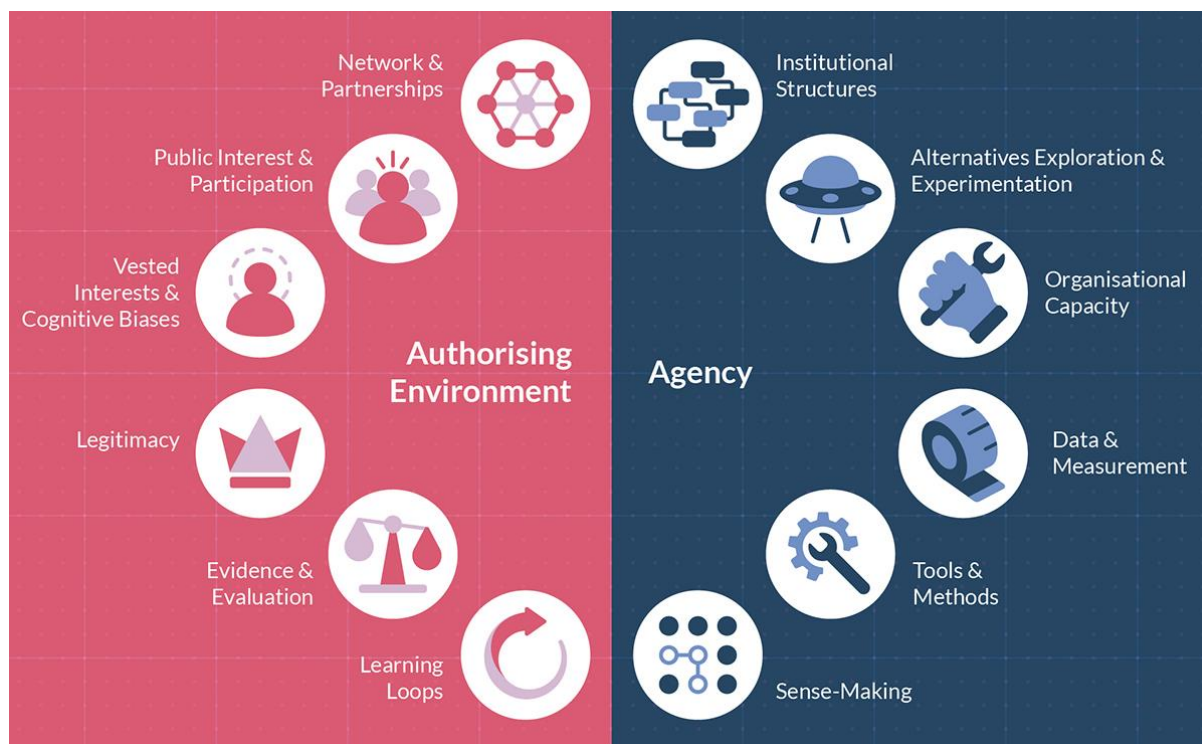 Network &
Partnerships
Public Interest &
Participation
Vested
Interests &
Cognitive Biases
Authorising
Environment
Legitimacy
Evidence &
Evaluation
Learning
Loops
Institutional
Structures
Alternatives Exploration &
Experimentation
Organisational
Capacity
Agency
Data &
Measurement
Tools &
Methods
Sense-Making